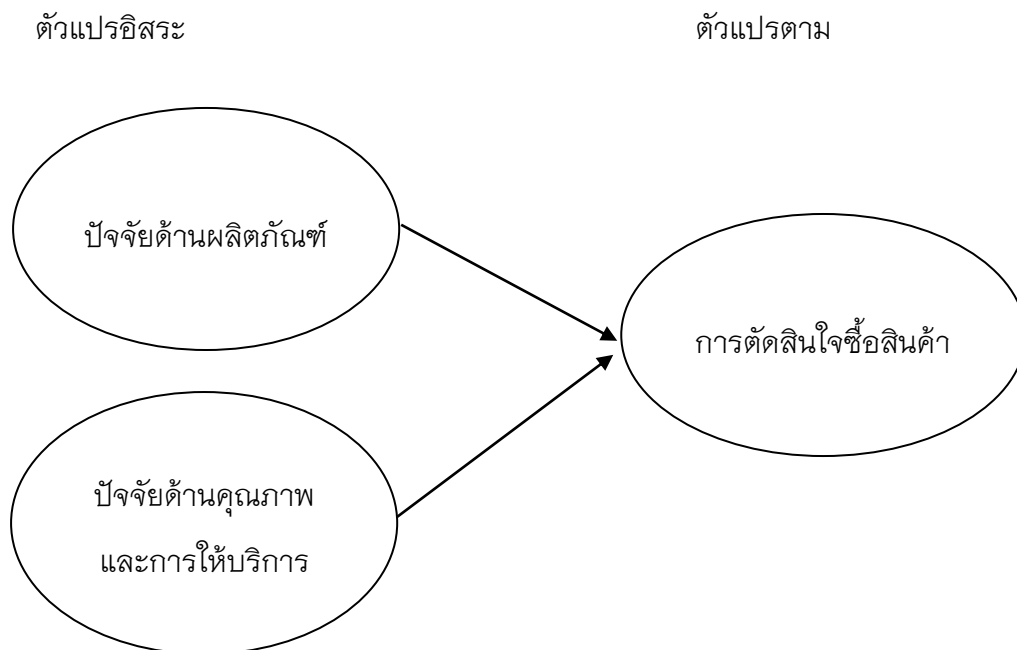 ตัวแปรอิสระ
ตัวแปรตาม
ปัจจัยด้านผลิตภัณฑ์
การตัดสินใจซื้อสินค้า
ปัจจัยด้านคุณภาพ
และการให้บริการ